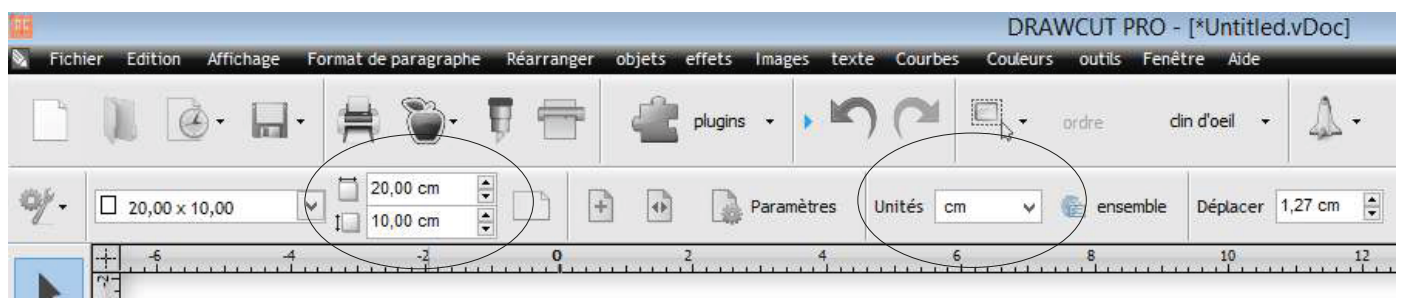 DRAWCUT PRO - [*Untitled.vDoc]
Fichier Edition Affichage Format de paragraphe Réarranger objets effets Images texte Courbes Couleurs outils Fenêtre Aide
plugins ordre clin d'oeil
20,00 x 10,00 20,00 cm Paramètres Unités cm ensemble Déplacer 1,27 cm
10,00 cm
-6 -4 -2 0 2 4 6 8 10 12